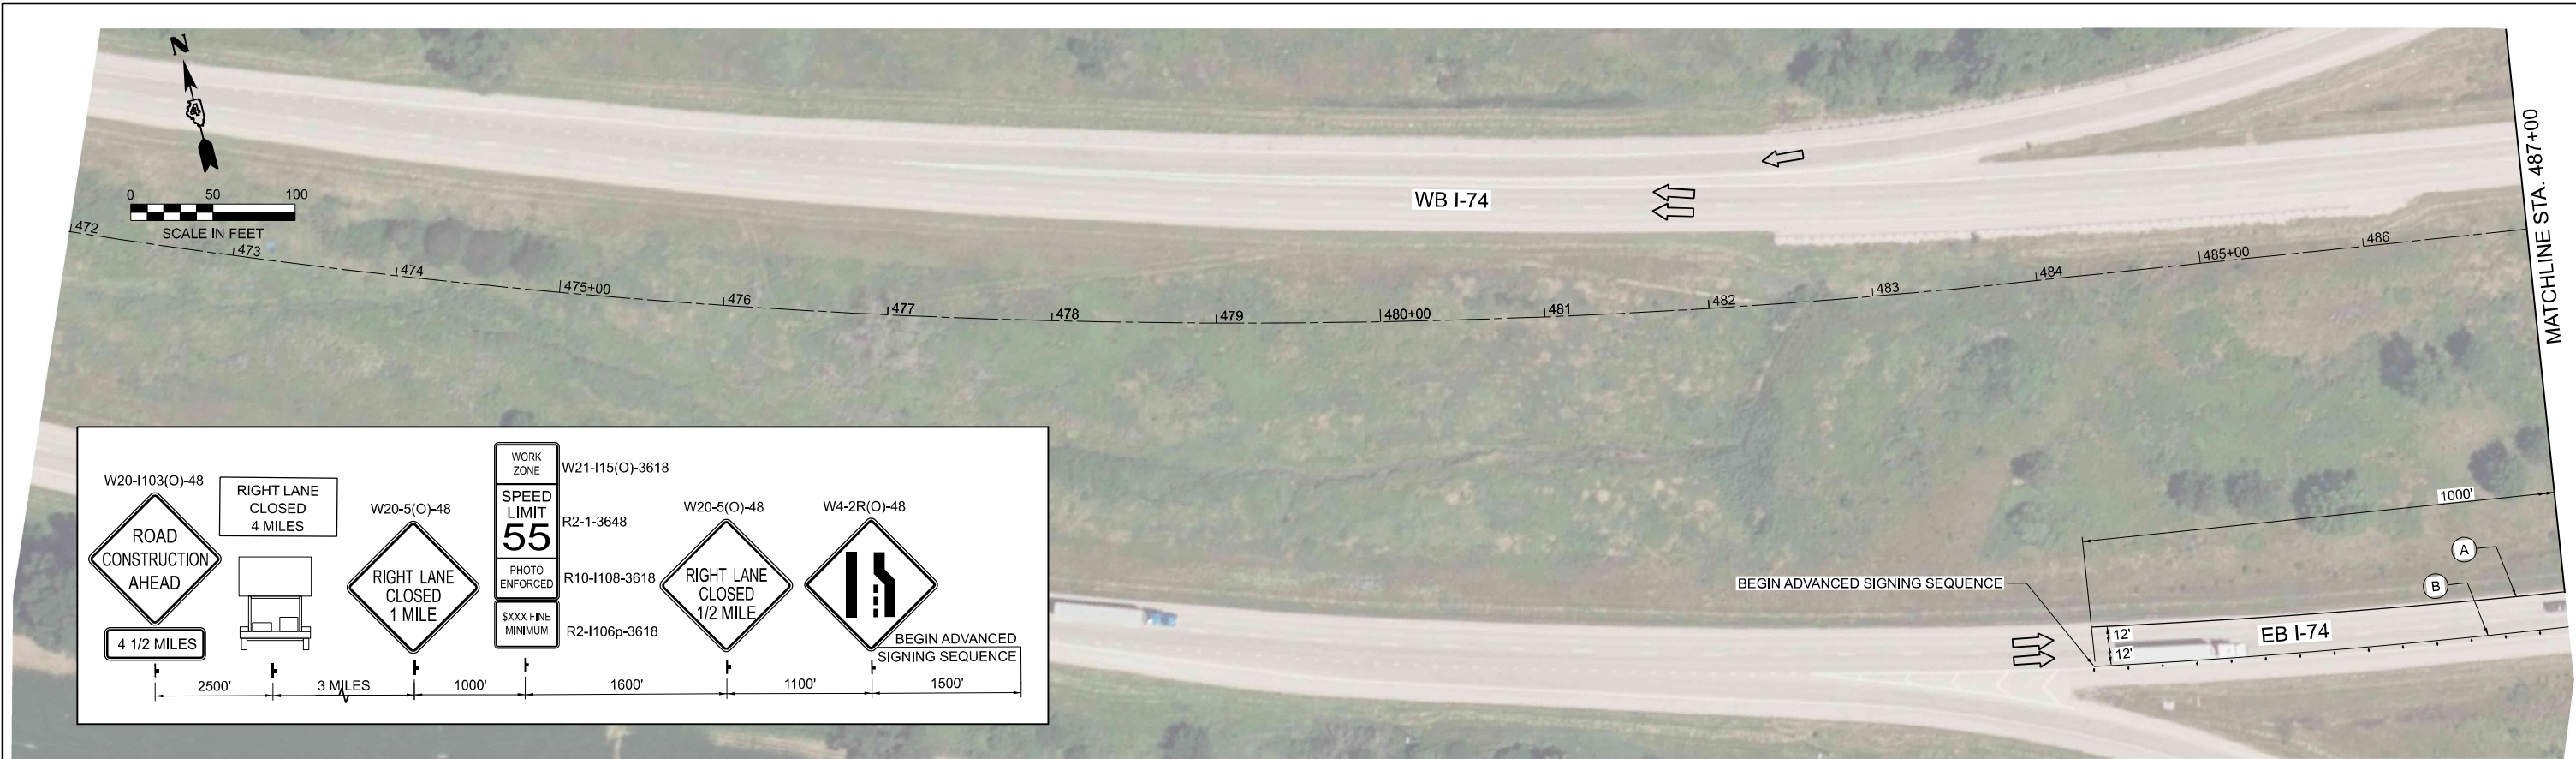 N
4
0 50 100
SCALE IN FEET
WB I-74
MATCHLINE STA. 487+00
472
473
474
475+00
476
477
478
479
480+00
481
482
483
484
485+00
486
W20-I103(O)-48
ROAD
CONSTRUCTION
AHEAD
4 1/2 MILES
RIGHT LANE
CLOSED
4 MILES
W20-5(O)-48
RIGHT LANE
CLOSED
1 MILE
WORK
ZONE
W21-I15(O)-3618
SPEED
LIMIT
55
R2-1-3648
PHOTO
ENFORCED
R10-I108-3618
$XXX FINE
MINIMUM
R2-I106p-3618
W20-5(O)-48
RIGHT LANE
CLOSED
1/2 MILE
W4-2R(O)-48
BEGIN ADVANCED
SIGNING SEQUENCE
2500'
3 MILES
1000'
1600'
1100'
1500'
BEGIN ADVANCED SIGNING SEQUENCE
1000'
A
B
12'
12'
EB I-74